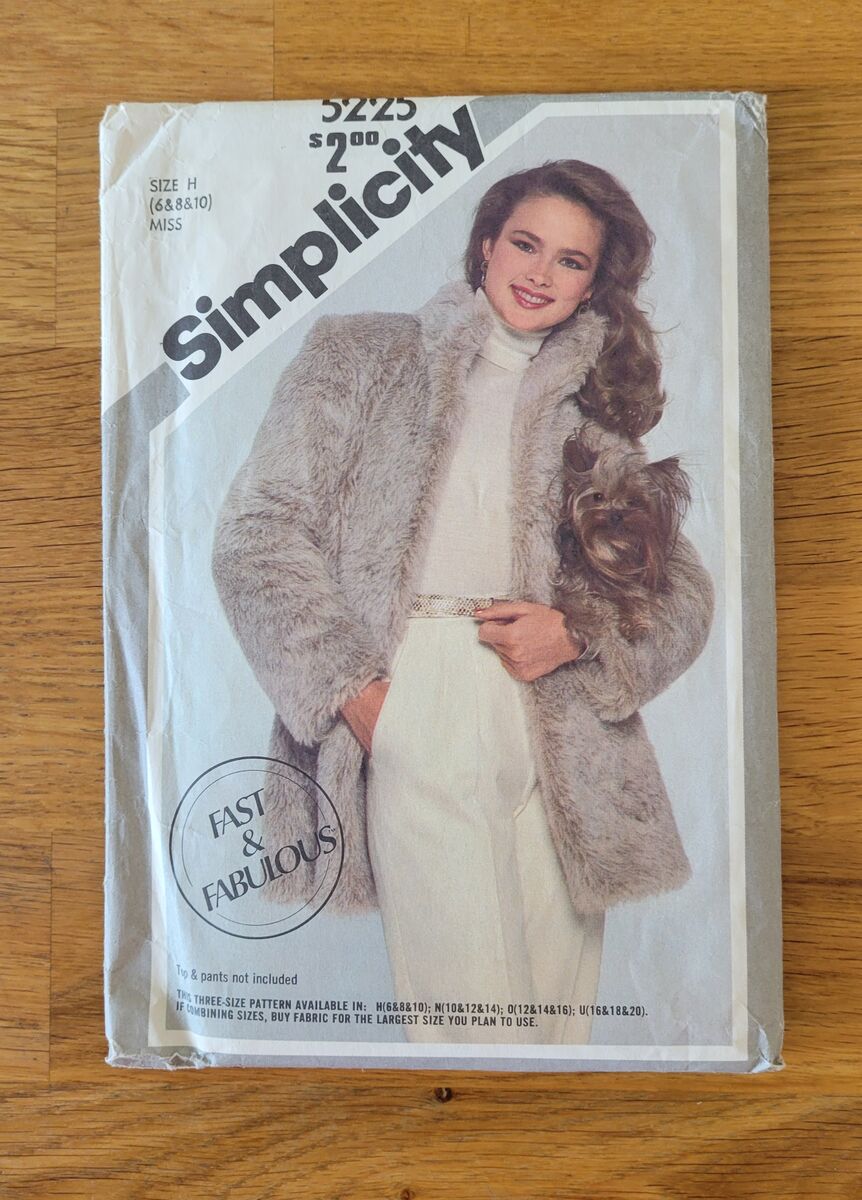 5225
$2.00
Simplicity
SIZE H
(6&8&10)
MISS
FAST
&
FABULOUS™
Top & pants not included
THIS THREE-SIZE PATTERN AVAILABLE IN: H(6&8&10); N(10&12&14); O(12&14&16); U(16&18&20).
IF COMBINING SIZES, BUY FABRIC FOR THE LARGEST SIZE YOU PLAN TO USE.